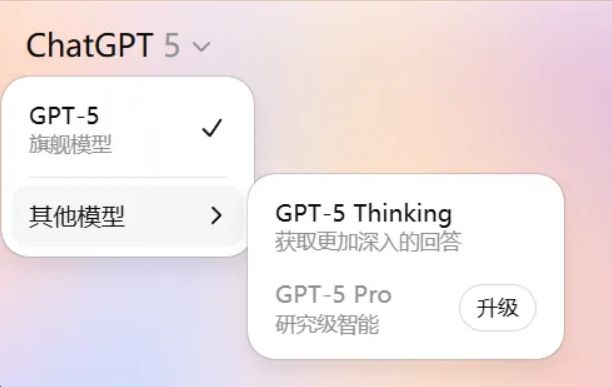 ChatGPT 5
GPT-5
旗舰模型
其他模型
GPT-5 Thinking
获取更加深入的回答
GPT-5 Pro
研究级智能
升级